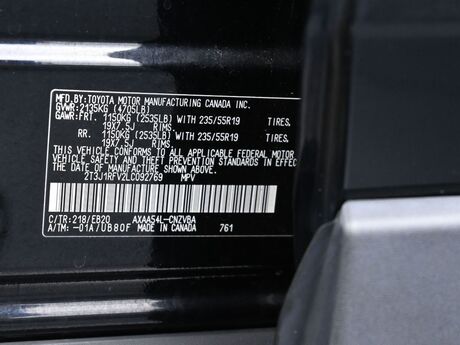 MFD. BY:TOYOTA MOTOR MANUFACTURING CANADA INC.
GVWR:2135KG (4705LB)
GAWR:FRT. 1150KG (2535LB) WITH 235/55R19 TIRES,
19X7.5J RIMS,
RR. 1150KG (2535LB) WITH 235/55R19 TIRES,
19X7.5J RIMS,
THIS VEHICLE CONFORMS TO ALL APPLICABLE FEDERAL MOTOR
VEHICLE SAFETY AND THEFT PREVENTION STANDARDS IN EFFECT
ON THE DATE OF MANUFACTURE SHOWN ABOVE.
2T3J1RFV2LC092769 MPV
C/TR:218/EB20 AXAA54L-CNZVBA
A/TM: -01A/UB80F MADE IN CANADA 761